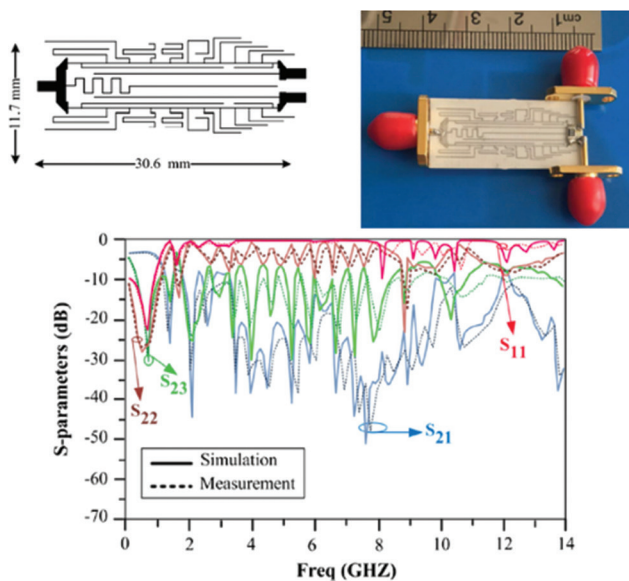 11.7 mm
30.6 mm
5 4 3 2 cm1
S-parameters (dB)
0
-10
-20
-30
-40
-50
-60
-70
S22
S23
S11
S21
Simulation
Measurement
0 2 4 6 8 10 12 14
Freq (GHZ)